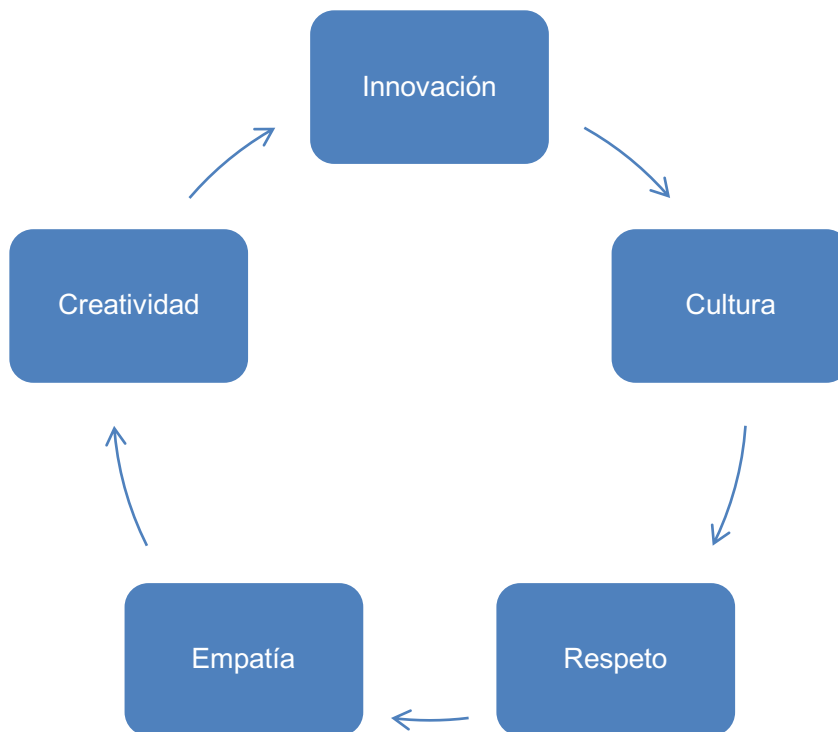 Innovación
Cultura
Respeto
Empatía
Creatividad